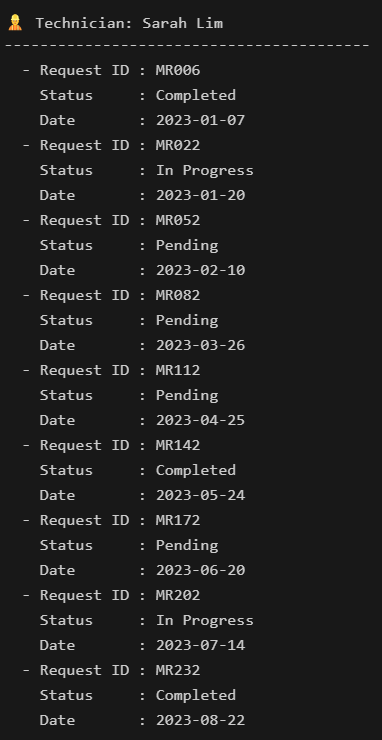 👷 Technician: Sarah Lim
-----------------------------------------
- Request ID : MR006
Status     : Completed
Date       : 2023-01-07
- Request ID : MR022
Status     : In Progress
Date       : 2023-01-20
- Request ID : MR052
Status     : Pending
Date       : 2023-02-10
- Request ID : MR082
Status     : Pending
Date       : 2023-03-26
- Request ID : MR112
Status     : Pending
Date       : 2023-04-25
- Request ID : MR142
Status     : Completed
Date       : 2023-05-24
- Request ID : MR172
Status     : Pending
Date       : 2023-06-20
- Request ID : MR202
Status     : In Progress
Date       : 2023-07-14
- Request ID : MR232
Status     : Completed
Date       : 2023-08-22